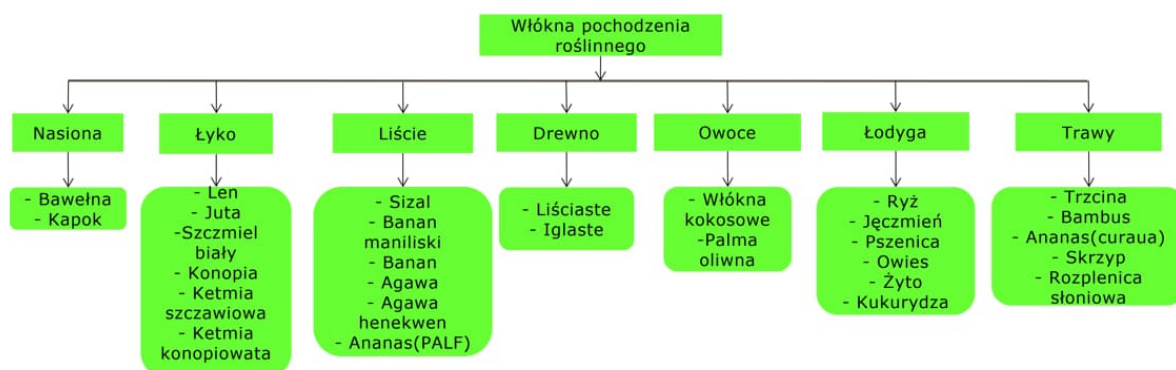 Włókna pochodzenia
roślinnego
Nasiona
Łyko
Liście
Drewno
Owoce
Łodyga
Trawy
- Bawełna
- Kapok
- Len
- Juta
-Szczmiel
biały
- Konopia
- Ketmia
szczawiowa
- Ketmia
konopiowata
- Sizal
- Banan
maniliski
- Banan
- Agawa
- Agawa
henekwen
- Ananas(PALF)
- Liściaste
- Iglaste
- Włókna
kokosowe
-Palma
oliwna
- Ryż
- Jęczmień
- Pszenica
- Owies
- Żyto
- Kukurydza
- Trzcina
- Bambus
- Ananas(curaua)
- Skrzyp
- Rozplenica
słoniowa